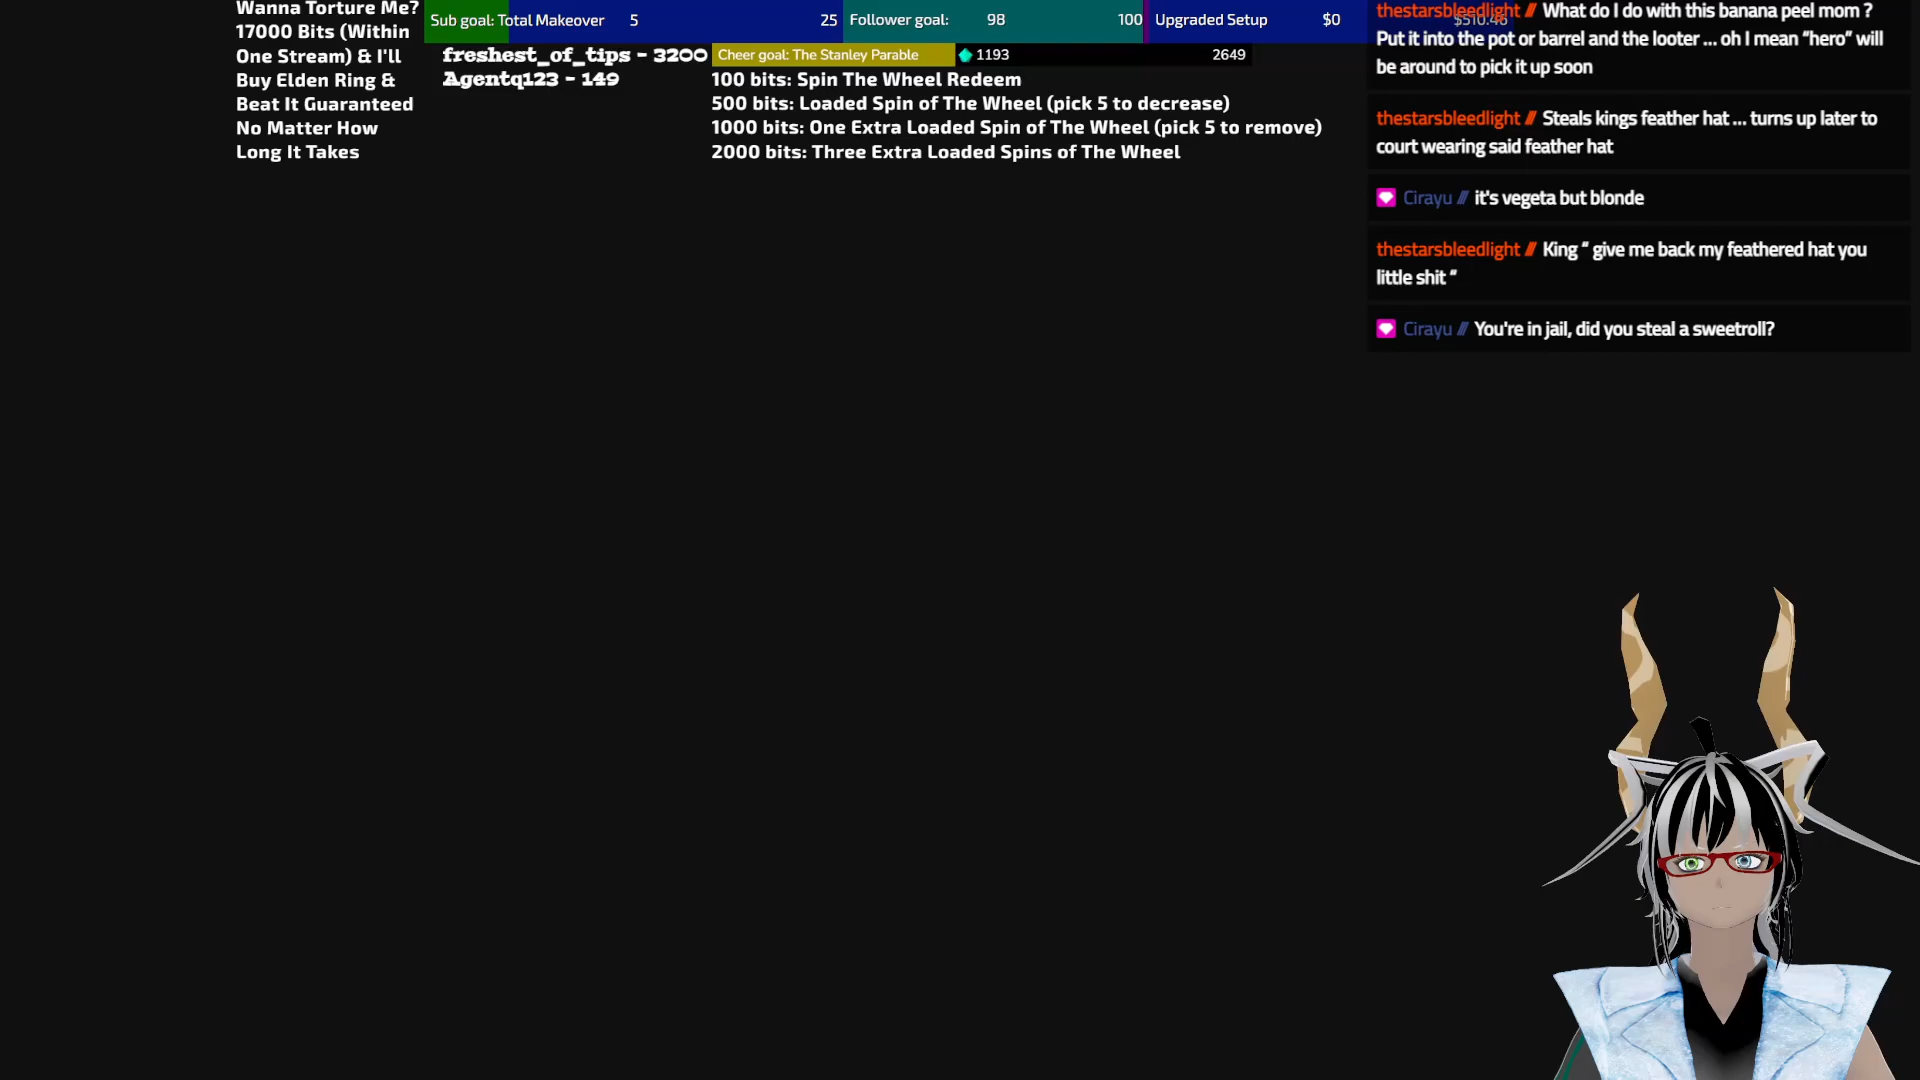 Wanna Torture Me?
17000 Bits (Within
One Stream) & I'll
Buy Elden Ring &
Beat It Guaranteed
No Matter How
Long It Takes
Sub goal: Total Makeover 5 25
Follower goal: 98 100
Upgraded Setup $0 $510.46
freshest_of_tips - 3200
Agentq123 - 149
Cheer goal: The Stanley Parable 1193 2649
100 bits: Spin The Wheel Redeem
500 bits: Loaded Spin of The Wheel (pick 5 to decrease)
1000 bits: One Extra Loaded Spin of The Wheel (pick 5 to remove)
2000 bits: Three Extra Loaded Spins of The Wheel
thestarsbleedlight // What do I do with this banana peel mom ?
Put it into the pot or barrel and the looter ... oh I mean “hero” will
be around to pick it up soon
thestarsbleedlight // Steals kings feather hat ... turns up later to
court wearing said feather hat
Cirayu // it's vegeta but blonde
thestarsbleedlight // King “ give me back my feathered hat you
little shit ”
Cirayu // You're in jail, did you steal a sweetroll?